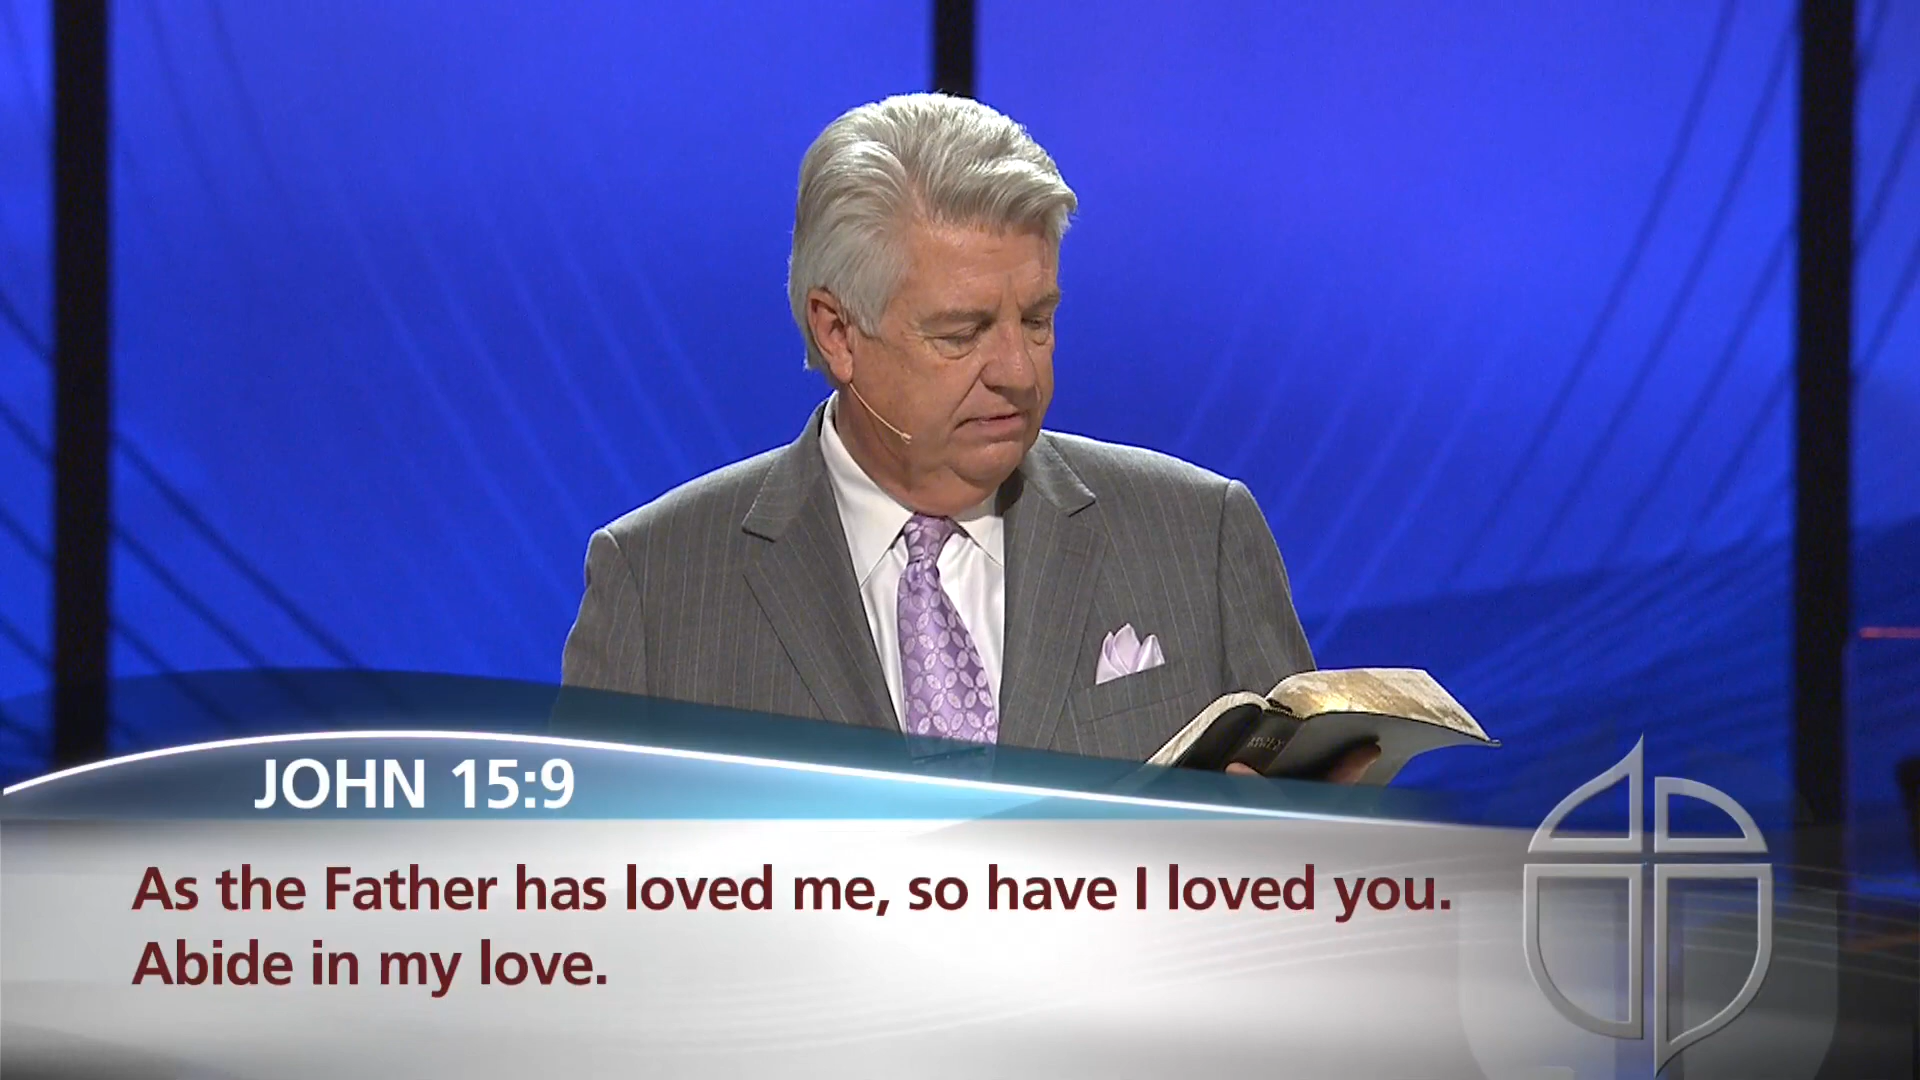 JOHN 15:9
As the Father has loved me, so have I loved you.
Abide in my love.